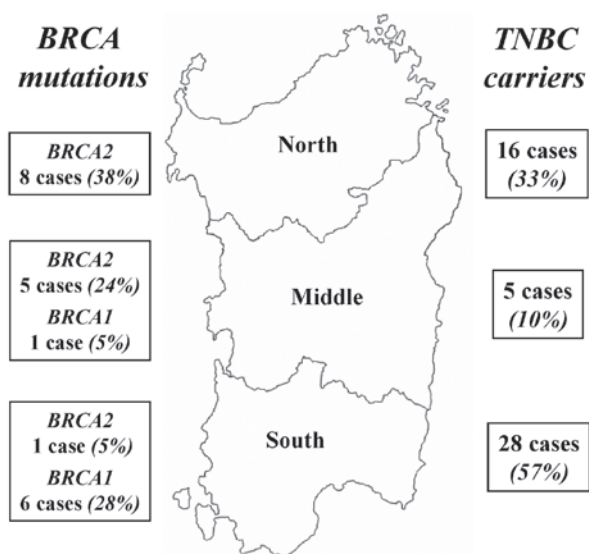 BRCA
mutations
TNBC
carriers
North
BRCA2
8 cases (38%)
16 cases
(33%)
Middle
BRCA2
5 cases (24%)
BRCA1
1 case (5%)
5 cases
(10%)
South
BRCA2
1 case (5%)
BRCA1
6 cases (28%)
28 cases
(57%)